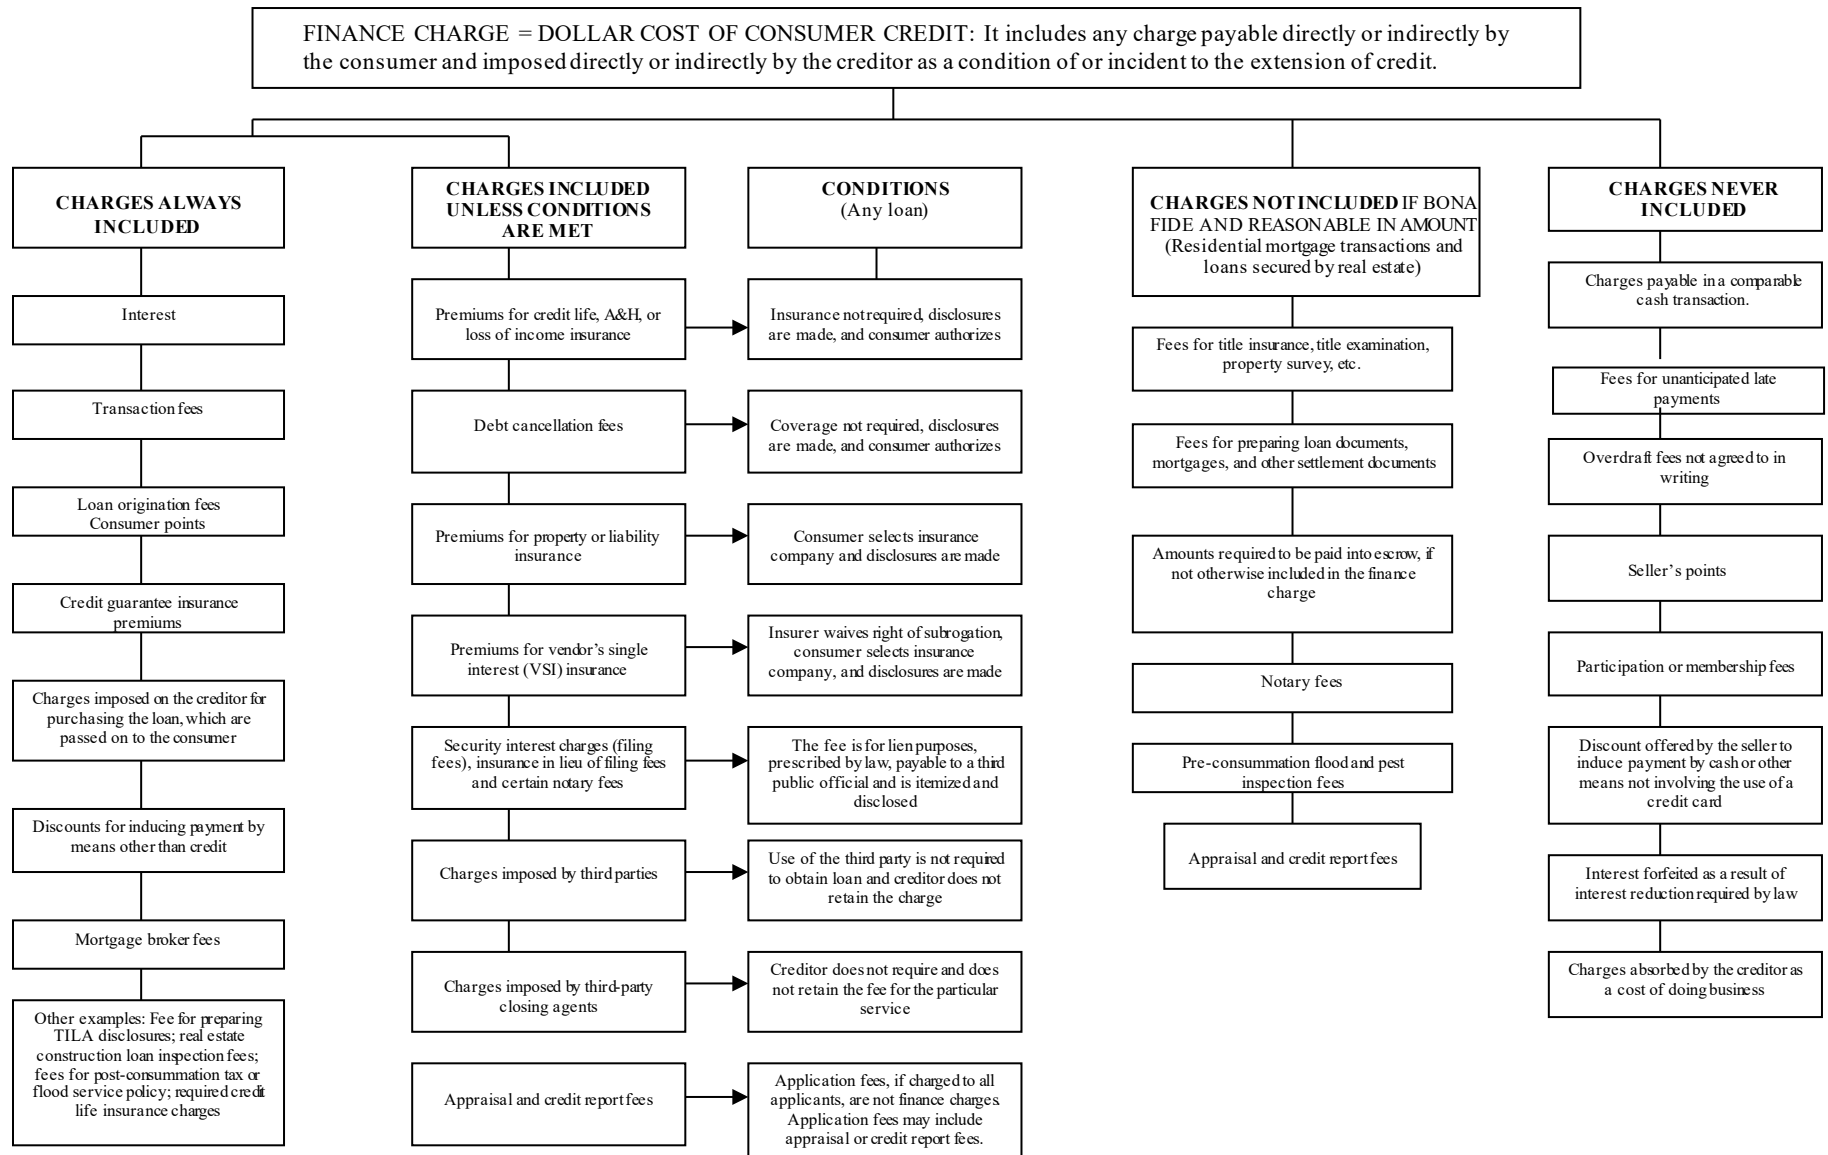 FINANCE CHARGE = DOLLAR COST OF CONSUMER CREDIT: It includes any charge payable directly or indirectly by
the consumer and imposed directly or indirectly by the creditor as a condition of or incident to the extension of credit.
CHARGES ALWAYS
INCLUDED
Interest
Transaction fees
Loan origination fees
Consumer points
Credit guarantee insurance
premiums
Charges imposed on the creditor for
purchasing the loan, which are
passed on to the consumer
Discounts for inducing payment by
means other than credit
Mortgage broker fees
Other examples: Fee for preparing
TILA disclosures; real estate
construction loan inspection fees;
fees for post-consummation tax or
flood service policy; required credit
life insurance charges
CHARGES INCLUDED
UNLESS CONDITIONS
ARE MET
Premiums for credit life, A&H, or
loss of income insurance
Debt cancellation fees
Premiums for property or liability
insurance
Premiums for vendor’s single
interest (VSI) insurance
Security interest charges (filing
fees), insurance in lieu of filing fees
and certain notary fees
Charges imposed by third parties
Charges imposed by third-party
closing agents
Appraisal and credit report fees
CONDITIONS
(Any loan)
Insurance not required, disclosures
are made, and consumer authorizes
Coverage not required, disclosures
are made, and consumer authorizes
Consumer selects insurance
company and disclosures are made
Insurer waives right of subrogation,
consumer selects insurance
company, and disclosures are made
The fee is for lien purposes,
prescribed by law, payable to a third
public official and is itemized and
disclosed
Use of the third party is not required
to obtain loan and creditor does not
retain the charge
Creditor does not require and does
not retain the fee for the particular
service
Application fees, if charged to all
applicants, are not finance charges.
Application fees may include
appraisal or credit report fees.
CHARGES NOT INCLUDED IF BONA
FIDE AND REASONABLE IN AMOUNT
(Residential mortgage transactions and
loans secured by real estate)
Fees for title insurance, title examination,
property survey, etc.
Fees for preparing loan documents,
mortgages, and other settlement documents
Amounts required to be paid into escrow, if
not otherwise included in the finance
charge
Notary fees
Pre-consummation flood and pest
inspection fees
Appraisal and credit report fees
CHARGES NEVER
INCLUDED
Charges payable in a comparable
cash transaction.
Fees for unanticipated late
payments
Overdraft fees not agreed to in
writing
Seller’s points
Participation or membership fees
Discount offered by the seller to
induce payment by cash or other
means not involving the use of a
credit card
Interest forfeited as a result of
interest reduction required by law
Charges absorbed by the creditor as
a cost of doing business